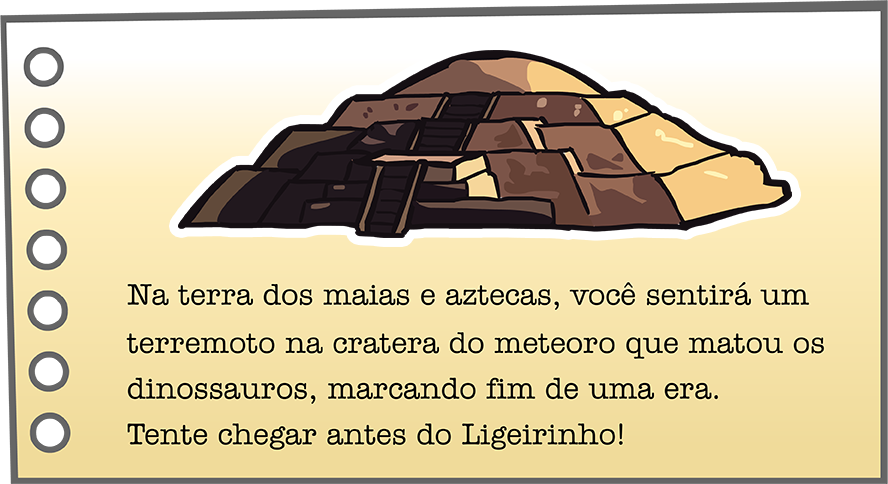 Na terra dos maias e aztecas, você sentirá um
terremoto na cratera do meteoro que matou os
dinossauros, marcando fim de uma era.
Tente chegar antes do Ligeirinho!